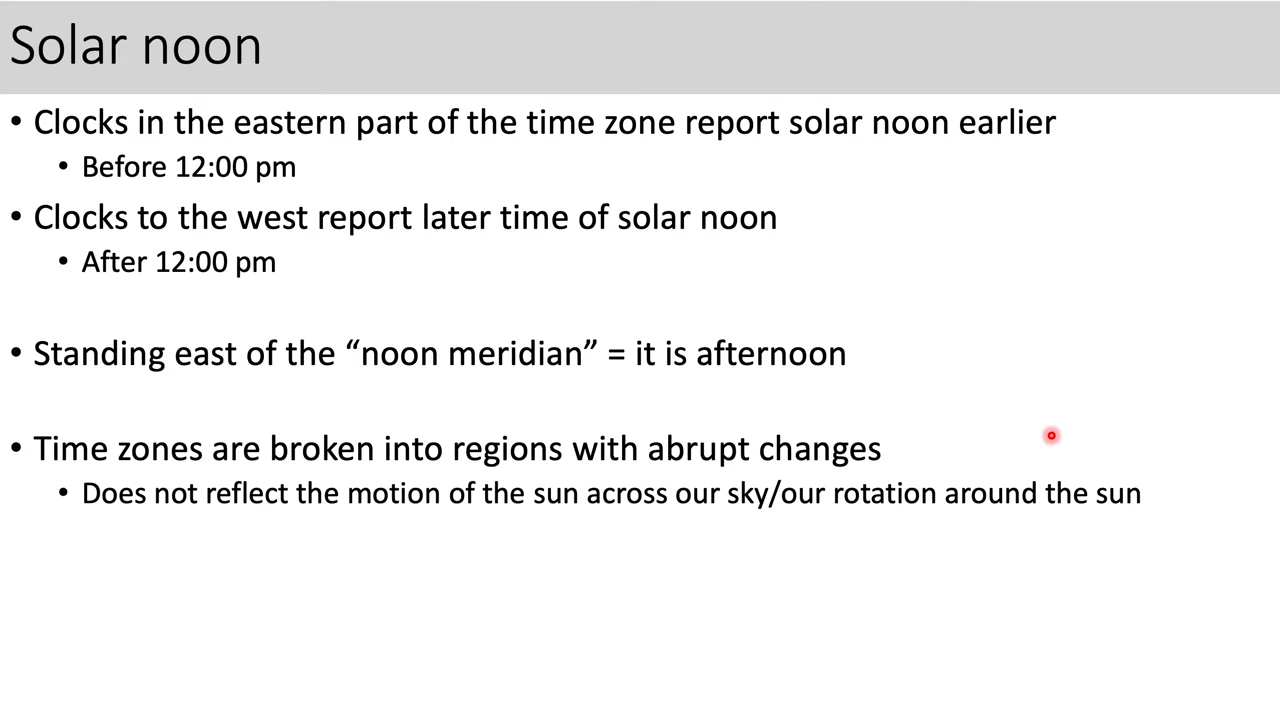 Solar noon
• Clocks in the eastern part of the time zone report solar noon earlier
• Before 12:00 pm
• Clocks to the west report later time of solar noon
• After 12:00 pm
• Standing east of the “noon meridian” = it is afternoon
• Time zones are broken into regions with abrupt changes
• Does not reflect the motion of the sun across our sky/our rotation around the sun